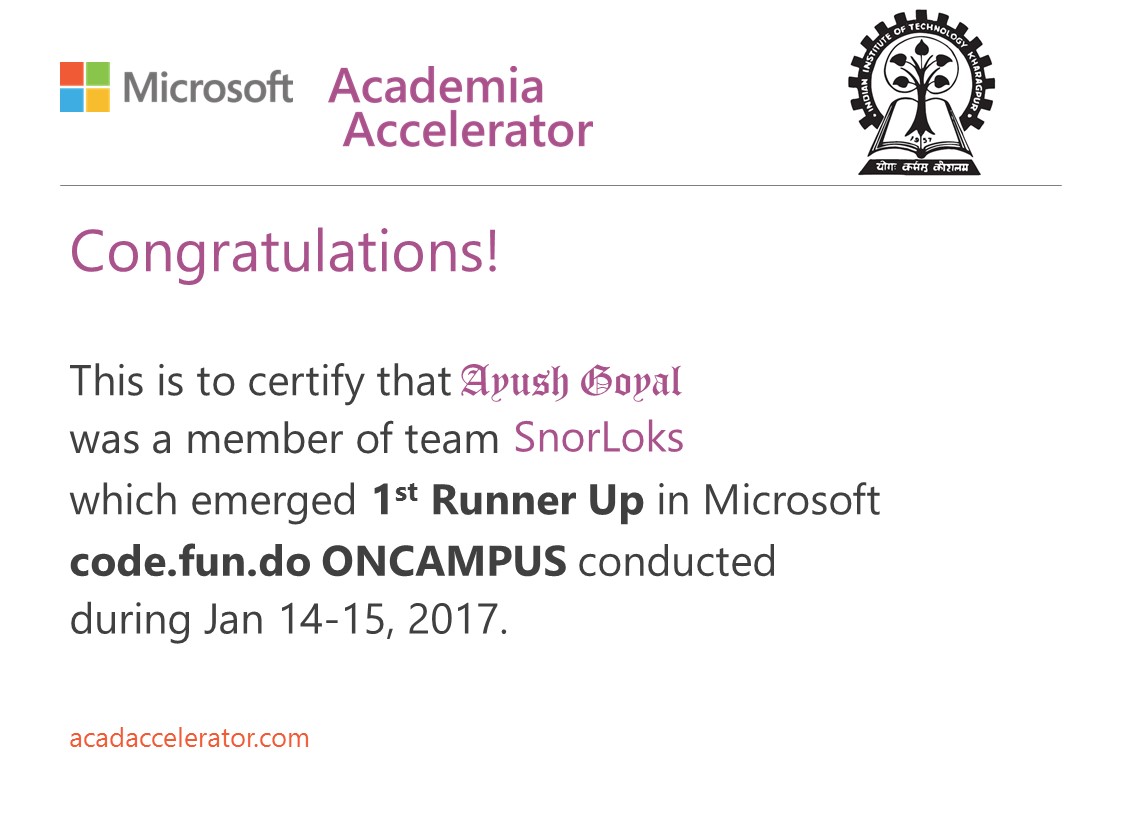 Microsoft
Academia
Accelerator
INDIAN INSTITUTE OF TECHNOLOGY KHARAGPUR
1951
योगः कर्मसु कौशलम्
Congratulations!
This is to certify that Ayush Goyal
was a member of team SnorLoks
which emerged 1st Runner Up in Microsoft
code.fun.do ONCAMPUS conducted
during Jan 14-15, 2017.
acadaccelerator.com